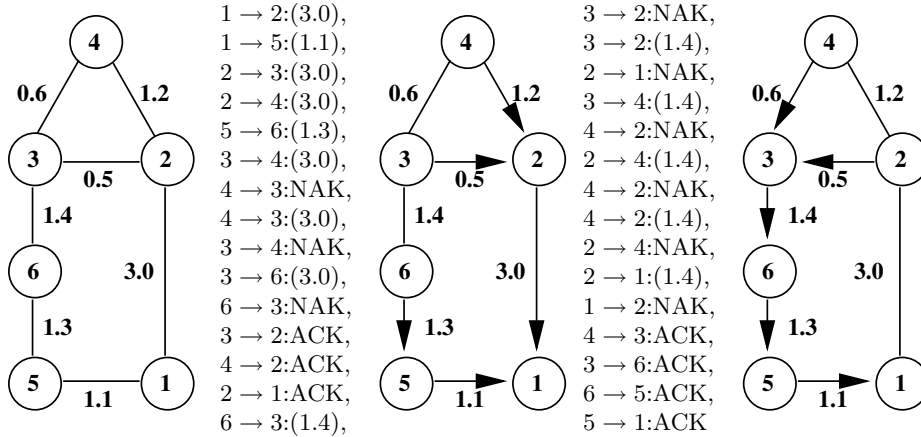 4
0.6
1.2
3
2
0.5
1.4
6
3.0
1.3
5
1
1.1
1 → 2:(3.0),
1 → 5:(1.1),
2 → 3:(3.0),
2 → 4:(3.0),
5 → 6:(1.3),
3 → 4:(3.0),
4 → 3:NAK,
4 → 3:(3.0),
3 → 4:NAK,
3 → 6:(3.0),
6 → 3:NAK,
3 → 2:ACK,
4 → 2:ACK,
2 → 1:ACK,
6 → 3:(1.4),
4
0.6
1.2
3
2
0.5
1.4
6
3.0
1.3
5
1
1.1
3 → 2:NAK,
3 → 2:(1.4),
2 → 1:NAK,
3 → 4:(1.4),
4 → 2:NAK,
2 → 4:(1.4),
4 → 2:NAK,
4 → 2:(1.4),
2 → 4:NAK,
2 → 1:(1.4),
1 → 2:NAK,
4 → 3:ACK,
3 → 6:ACK,
6 → 5:ACK,
5 → 1:ACK
4
0.6
1.2
3
2
0.5
1.4
6
3.0
1.3
5
1
1.1